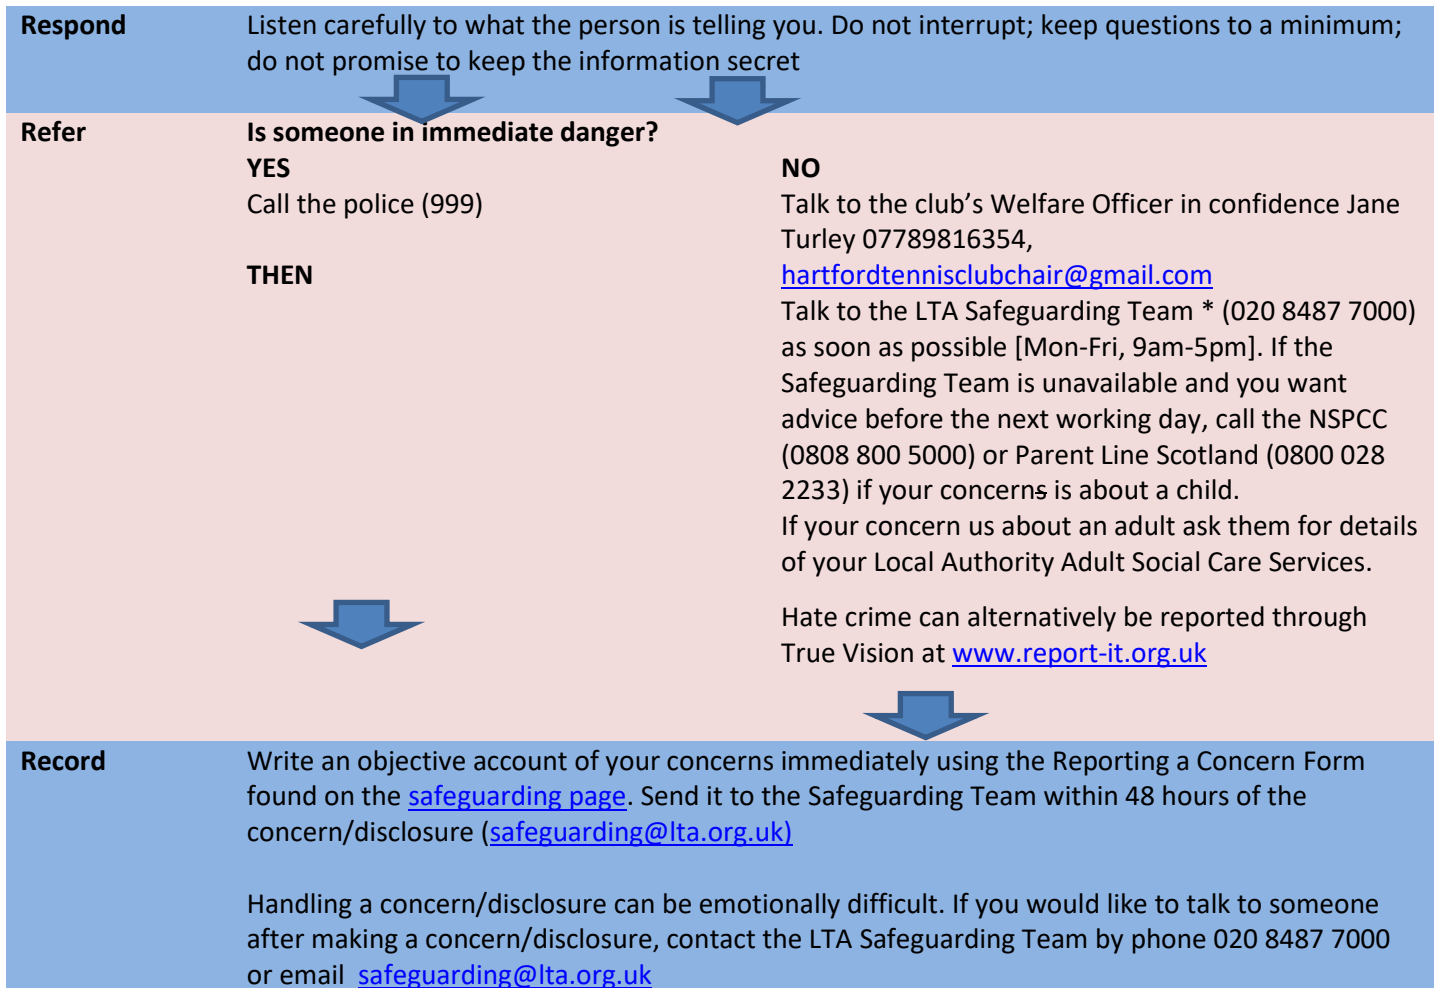 Respond
Listen carefully to what the person is telling you. Do not interrupt; keep questions to a minimum;
do not promise to keep the information secret
Refer
Is someone in immediate danger?
YES
Call the police (999)
THEN
NO
Talk to the club’s Welfare Officer in confidence Jane
Turley 07789816354,
hartfordtennisclubchair@gmail.com
Talk to the LTA Safeguarding Team * (020 8487 7000)
as soon as possible [Mon-Fri, 9am-5pm]. If the
Safeguarding Team is unavailable and you want
advice before the next working day, call the NSPCC
(0808 800 5000) or Parent Line Scotland (0800 028
2233) if your concerns is about a child.
If your concern us about an adult ask them for details
of your Local Authority Adult Social Care Services.
Hate crime can alternatively be reported through
True Vision at www.report-it.org.uk
Record
Write an objective account of your concerns immediately using the Reporting a Concern Form
found on the safeguarding page. Send it to the Safeguarding Team within 48 hours of the
concern/disclosure (safeguarding@lta.org.uk)
Handling a concern/disclosure can be emotionally difficult. If you would like to talk to someone
after making a concern/disclosure, contact the LTA Safeguarding Team by phone 020 8487 7000
or email safeguarding@lta.org.uk